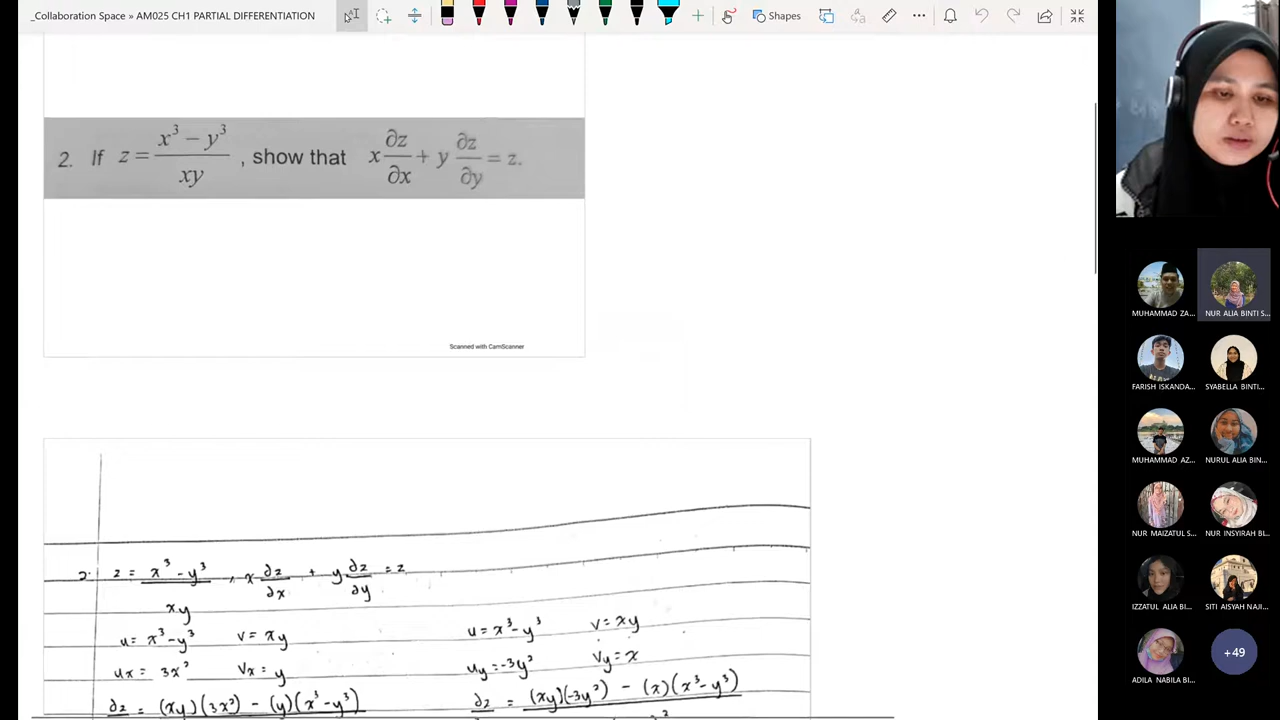 _Collaboration Space » AM025 CH1 PARTIAL DIFFERENTIATION
Shapes
2. If z = (x³ − y³)/(xy), show that x ∂z/∂x + y ∂z/∂y = z.
Scanned with CamScanner
2. z = (x³ − y³)/(xy), x ∂z/∂x + y ∂z/∂y = z
u = x³ − y³ v = xy
ux = 3x² vx = y
∂z = (xy)(3x²) − (y)(x³ − y³)
u = x³ − y³ v = xy
uy = −3y² vy = x
∂z = (xy)(−3y²) − (x)(x³ − y³)
MUHAMMAD ZA...
NUR ALIA BINTI S...
FARISH ISKANDA...
SYABELLA BINTI...
MUHAMMAD AZ...
NURUL ALIA BIN...
NUR MAIZATUL S...
NUR INSYIRAH BI...
IZZATUL ALIA BI...
SITI AISYAH NAJI...
ADILA NABILA BI...
+49